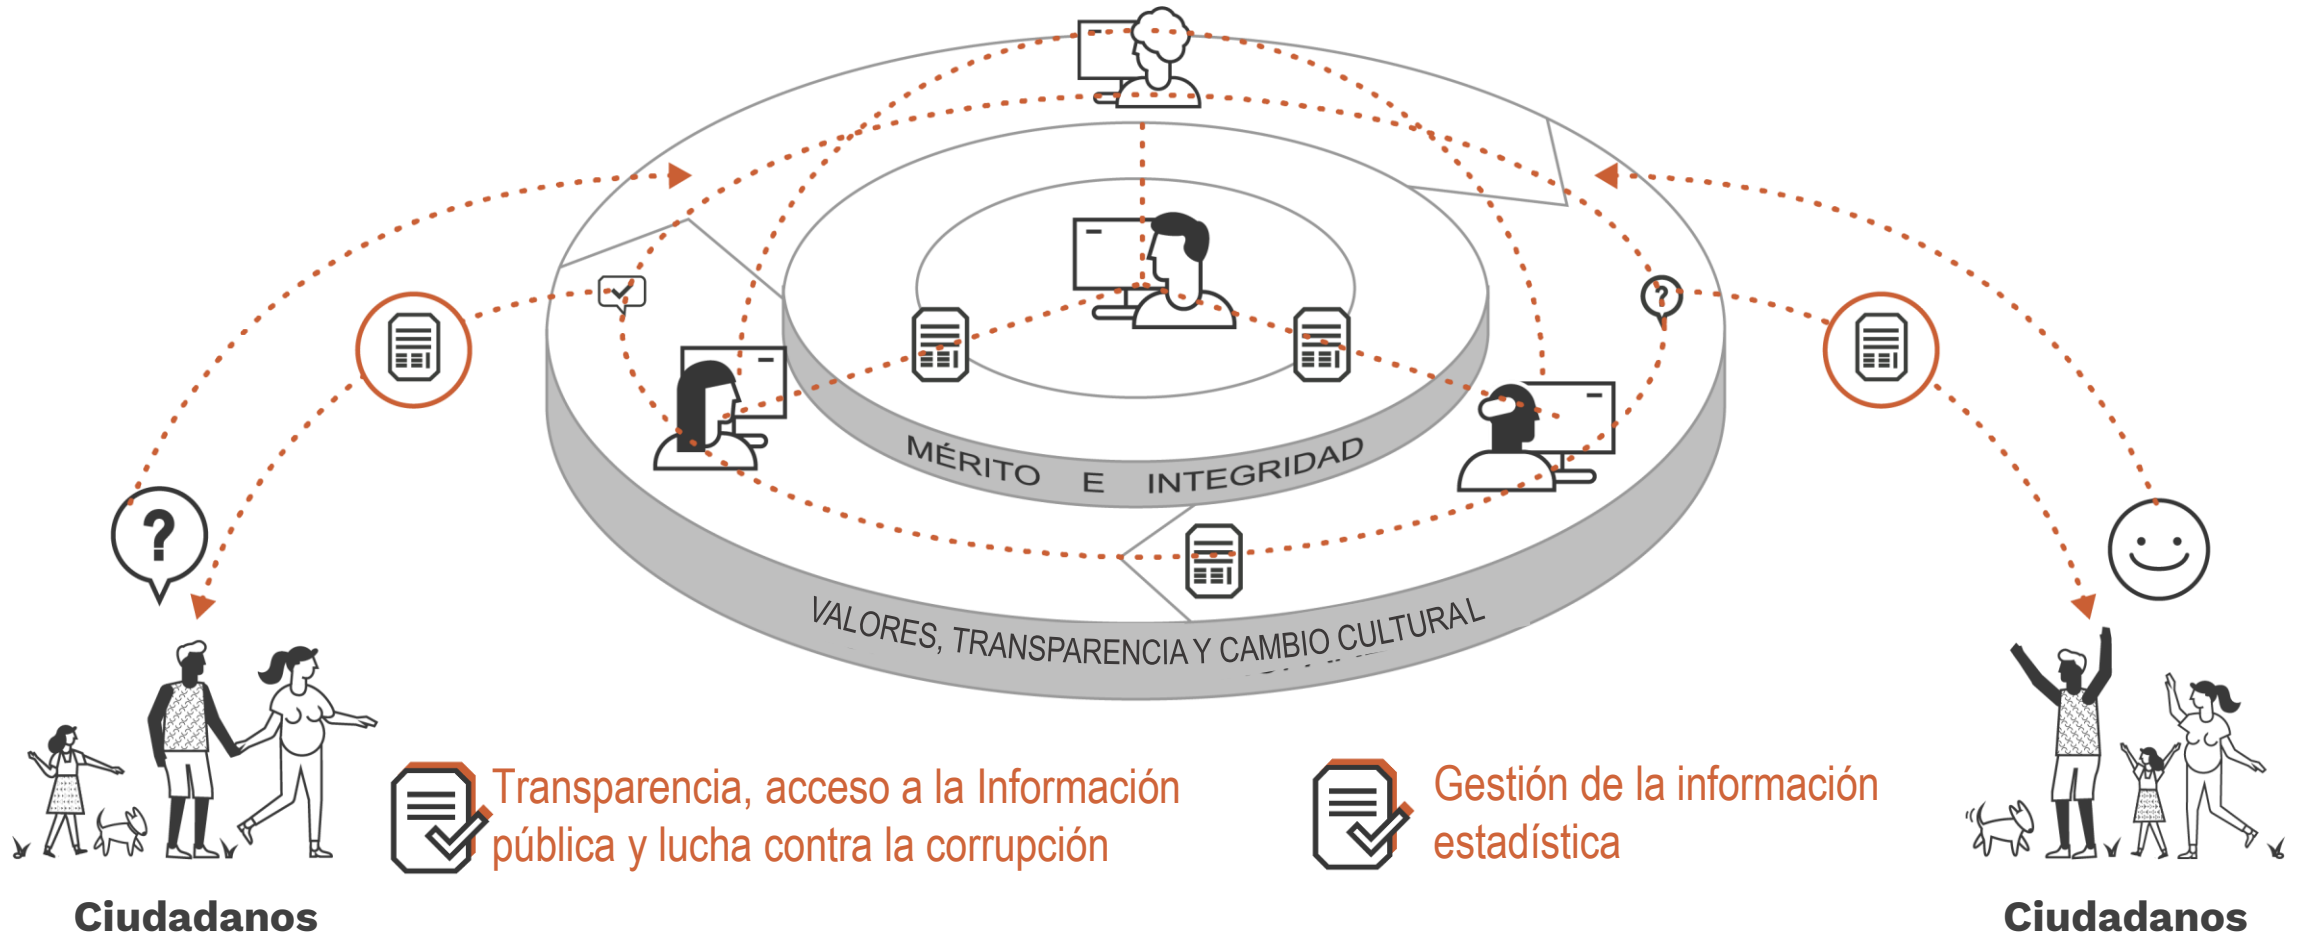 MÉRITO E INTEGRIDAD
VALORES, TRANSPARENCIA Y CAMBIO CULTURAL
Transparencia, acceso a la Información
pública y lucha contra la corrupción
Gestión de la información
estadística
Ciudadanos
Ciudadanos